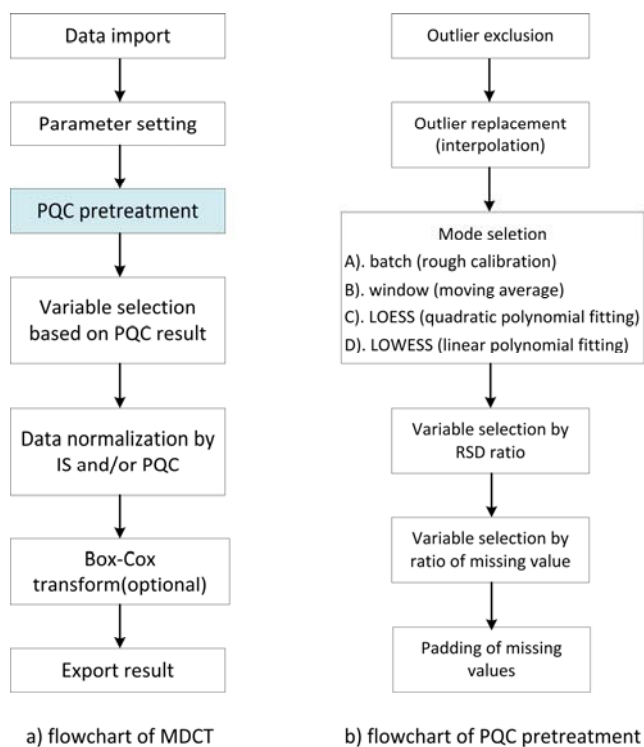 Data import
Parameter setting
PQC pretreatment
Variable selection
based on PQC result
Data normalization by
IS and/or PQC
Box-Cox
transform(optional)
Export result
a) flowchart of MDCT
Outlier exclusion
Outlier replacement
(interpolation)
Mode seletion
A). batch (rough calibration)
B). window (moving average)
C). LOESS (quadratic polynomial fitting)
D). LOWESS (linear polynomial fitting)
Variable selection by
RSD ratio
Variable selection by
ratio of missing value
Padding of missing
values
b) flowchart of PQC pretreatment